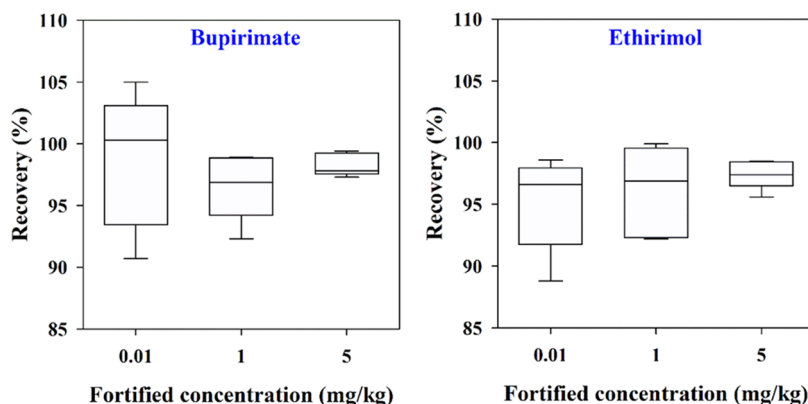 Bupirimate
110
105
100
95
90
85
Recovery (%)
0.01 1 5
Fortified concentration (mg/kg)
Ethirimol
110
105
100
95
90
85
Recovery (%)
0.01 1 5
Fortified concentration (mg/kg)